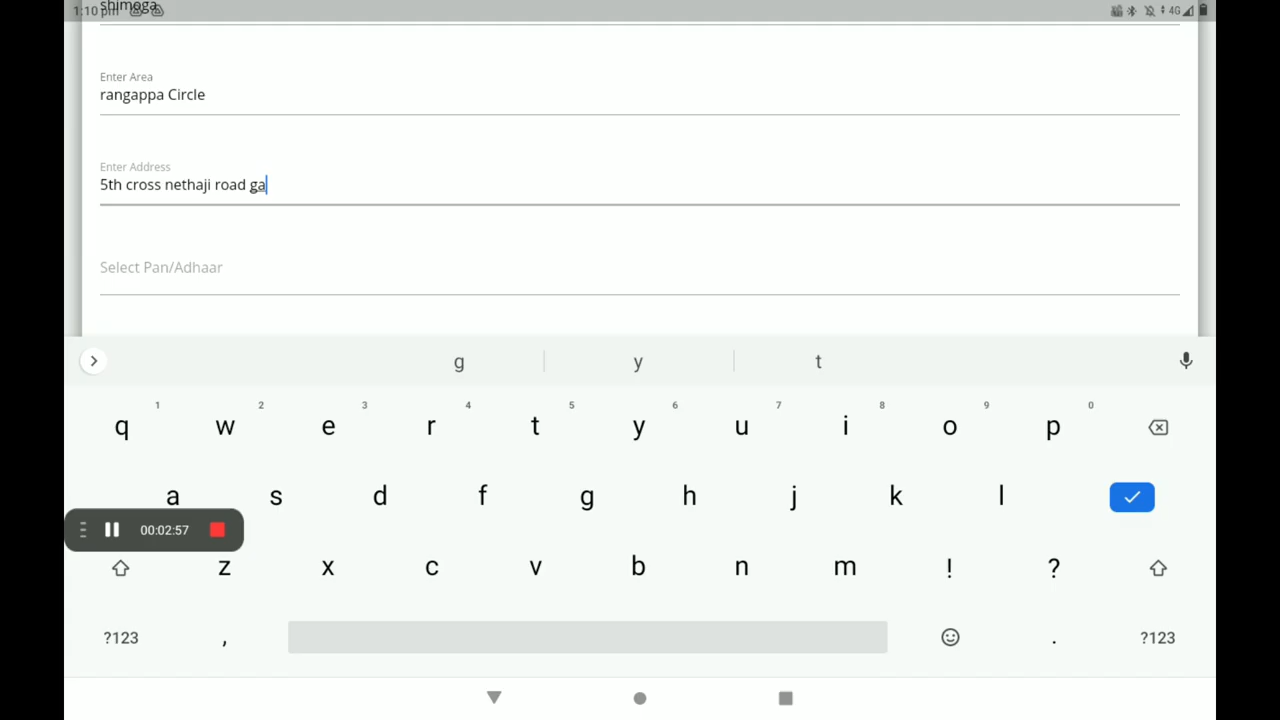 shimoga
1:10 pm
4G
Enter Area
rangappa Circle
Enter Address
5th cross nethaji road ga
Select Pan/Adhaar
g y t
1 2 3 4 5 6 7 8 9 0
q w e r t y u i o p
a s d f g h j k l
00:02:57
z x c v b n m ! ?
?123 , . ?123